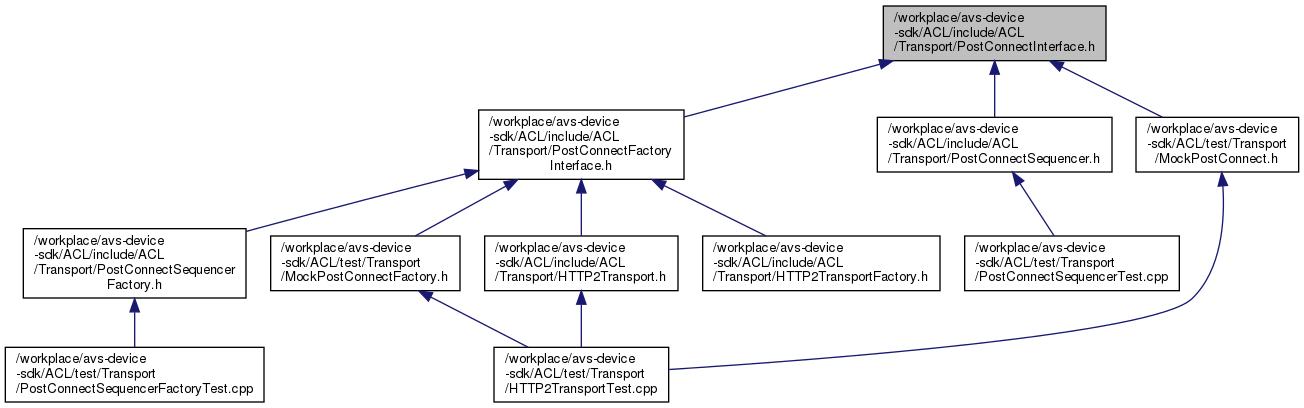 /workplace/avs-device
-sdk/ACL/include/ACL
/Transport/PostConnectInterface.h
/workplace/avs-device
-sdk/ACL/include/ACL
/Transport/PostConnectFactory
Interface.h
/workplace/avs-device
-sdk/ACL/include/ACL
/Transport/PostConnectSequencer.h
/workplace/avs-device
-sdk/ACL/test/Transport
/MockPostConnect.h
/workplace/avs-device
-sdk/ACL/include/ACL
/Transport/PostConnectSequencer
Factory.h
/workplace/avs-device
-sdk/ACL/test/Transport
/MockPostConnectFactory.h
/workplace/avs-device
-sdk/ACL/include/ACL
/Transport/HTTP2Transport.h
/workplace/avs-device
-sdk/ACL/include/ACL
/Transport/HTTP2TransportFactory.h
/workplace/avs-device
-sdk/ACL/test/Transport
/PostConnectSequencerTest.cpp
/workplace/avs-device
-sdk/ACL/test/Transport
/PostConnectSequencerFactoryTest.cpp
/workplace/avs-device
-sdk/ACL/test/Transport
/HTTP2TransportTest.cpp